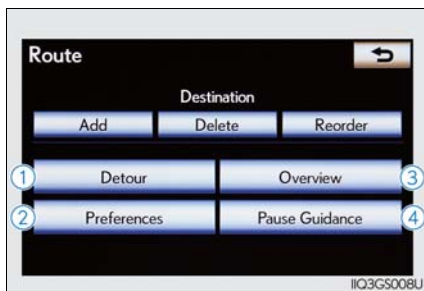 Route
Destination
Add Delete Reorder
1 Detour Overview 3
2 Preferences Pause Guidance 4
IIQ3GS008U